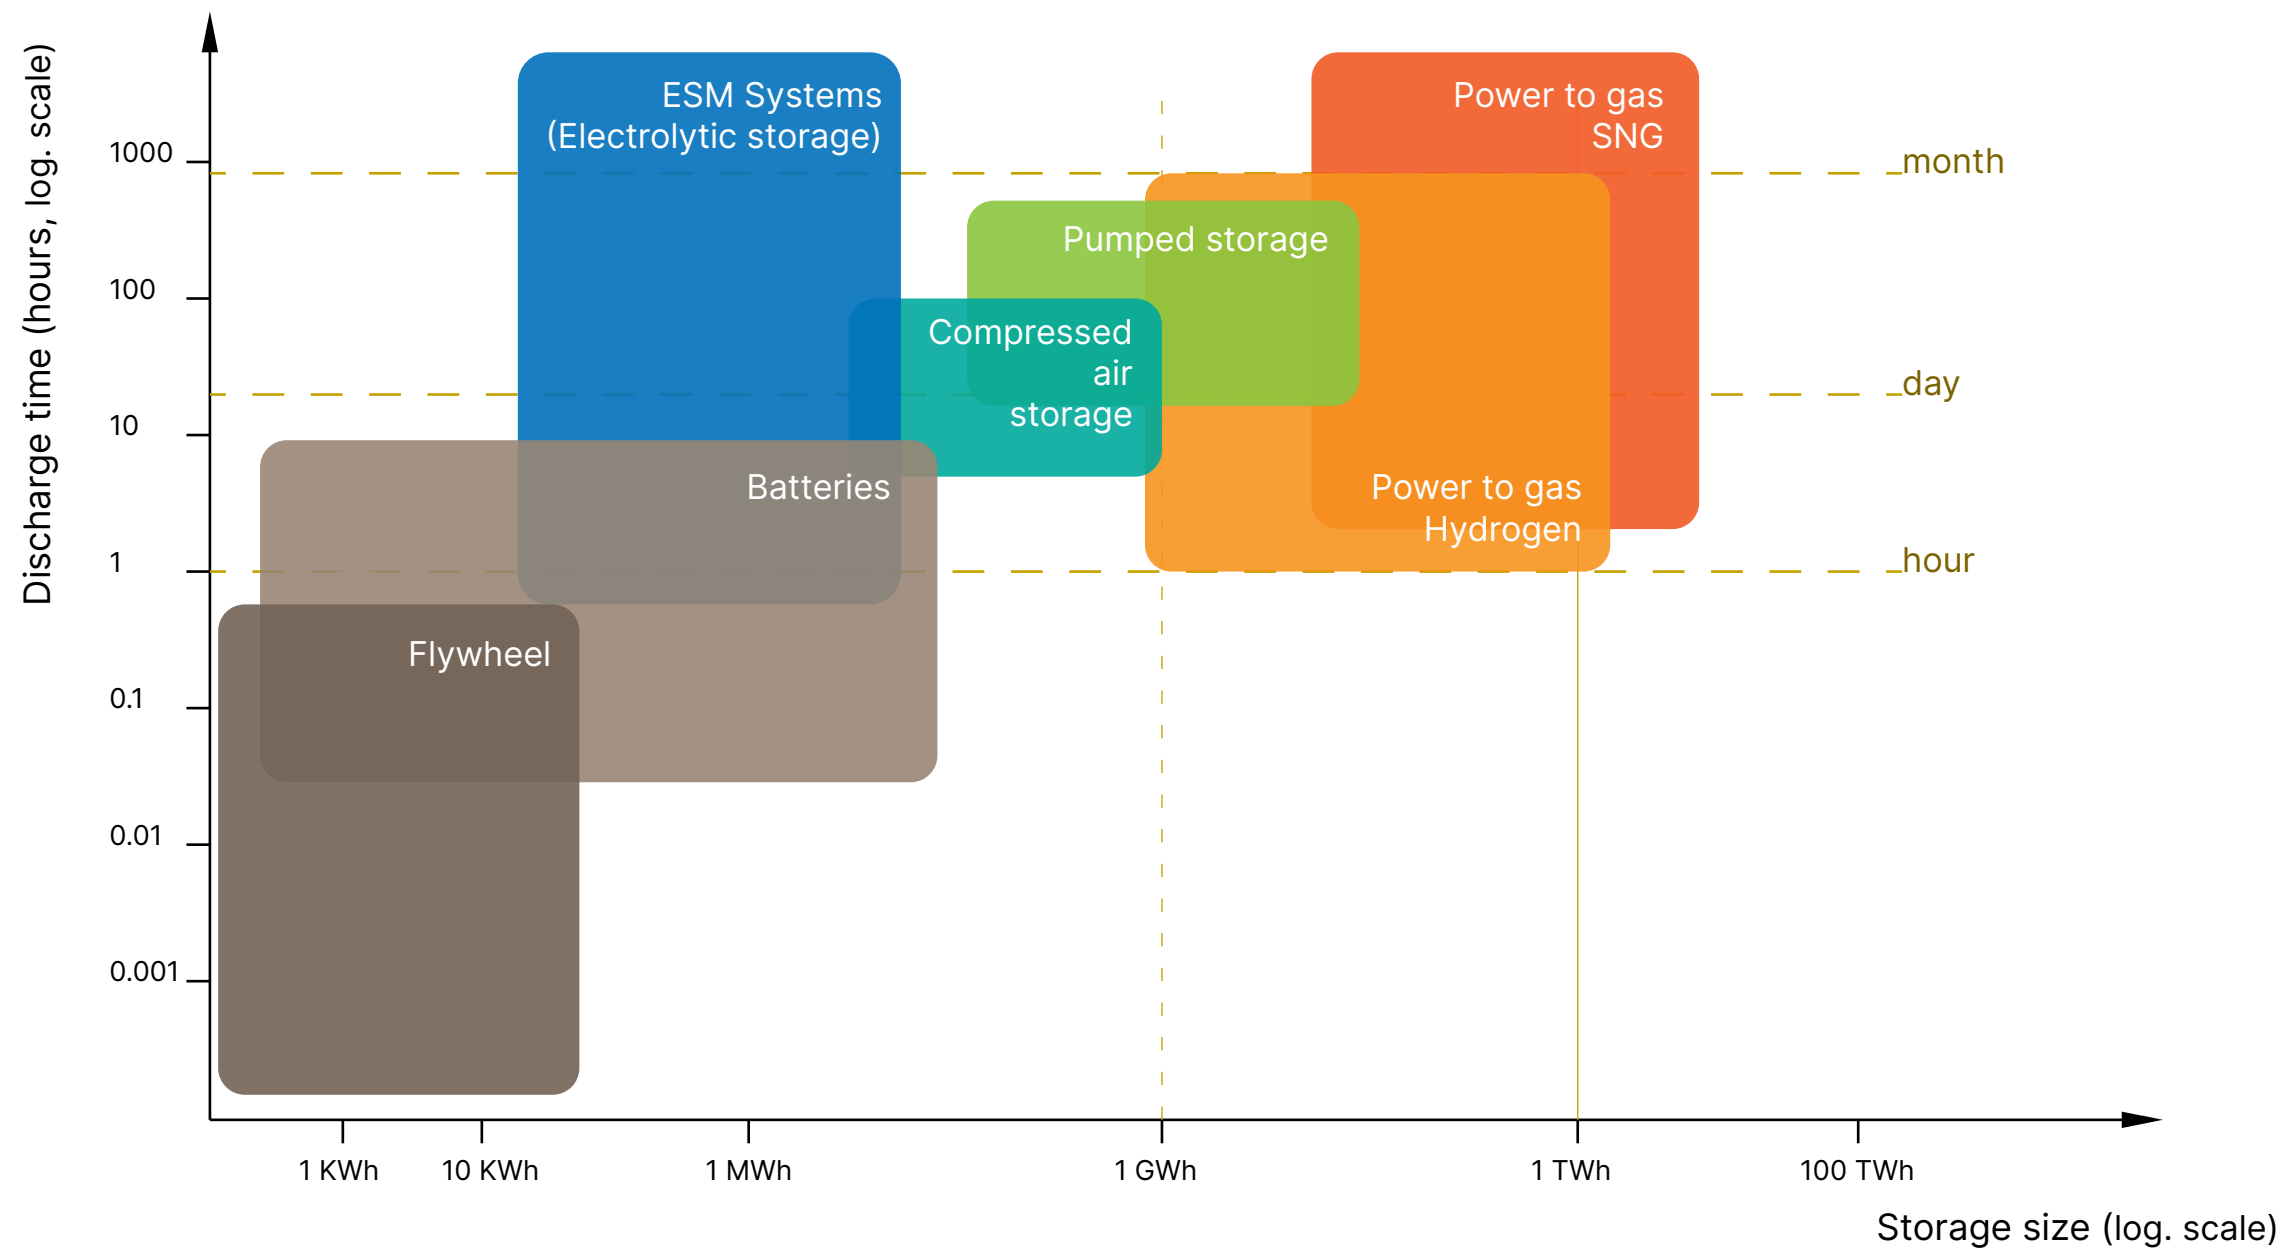 Discharge time (hours, log. scale)
1000
100
10
1
0.1
0.01
0.001
ESM Systems
(Electrolytic storage)
Power to gas
SNG
month
Pumped storage
Compressed
air
storage
day
Batteries
Power to gas
Hydrogen
hour
Flywheel
1 KWh
10 KWh
1 MWh
1 GWh
1 TWh
100 TWh
Storage size (log. scale)